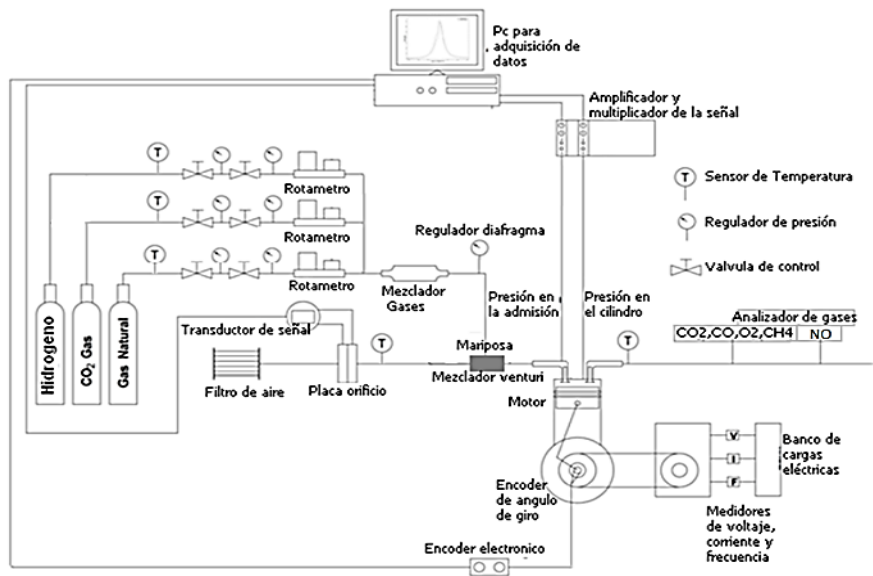 Pc para
adquisición de
datos
Amplificador y
multiplicador de la señal
T
T
T
Rotametro
Rotametro
Rotametro
T
Sensor de Temperatura
Regulador de presión
Valvula de control
Regulador diafragma
Mezclador
Gases
Presión en
la admisión
Presión en
el cilindro
Analizador de gases
CO2,CO,O2,CH4
NO
Hidrogeno
CO2 Gas
Gas Natural
Transductor
de señal
Filtro de aire
Placa orificio
T
Mariposa
Mezclador venturi
T
Motor
Encoder
de angulo
de giro
V
I
F
Banco de
cargas
eléctricas
Medidores
de voltaje,
corriente y
frecuencia
Encoder electronico